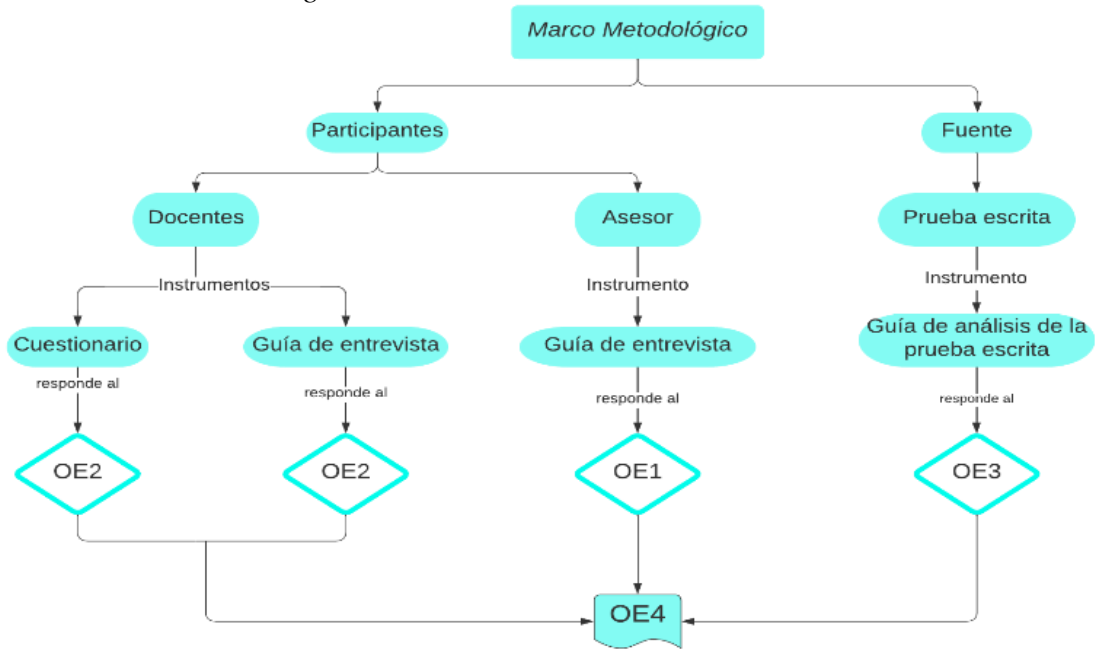 Marco Metodológico
Participantes
Fuente
Docentes
Asesor
Prueba escrita
Instrumentos
Instrumento
Instrumento
Cuestionario
Guía de entrevista
Guía de entrevista
Guía de análisis de la
prueba escrita
responde al
responde al
responde al
responde al
OE2
OE2
OE1
OE3
OE4